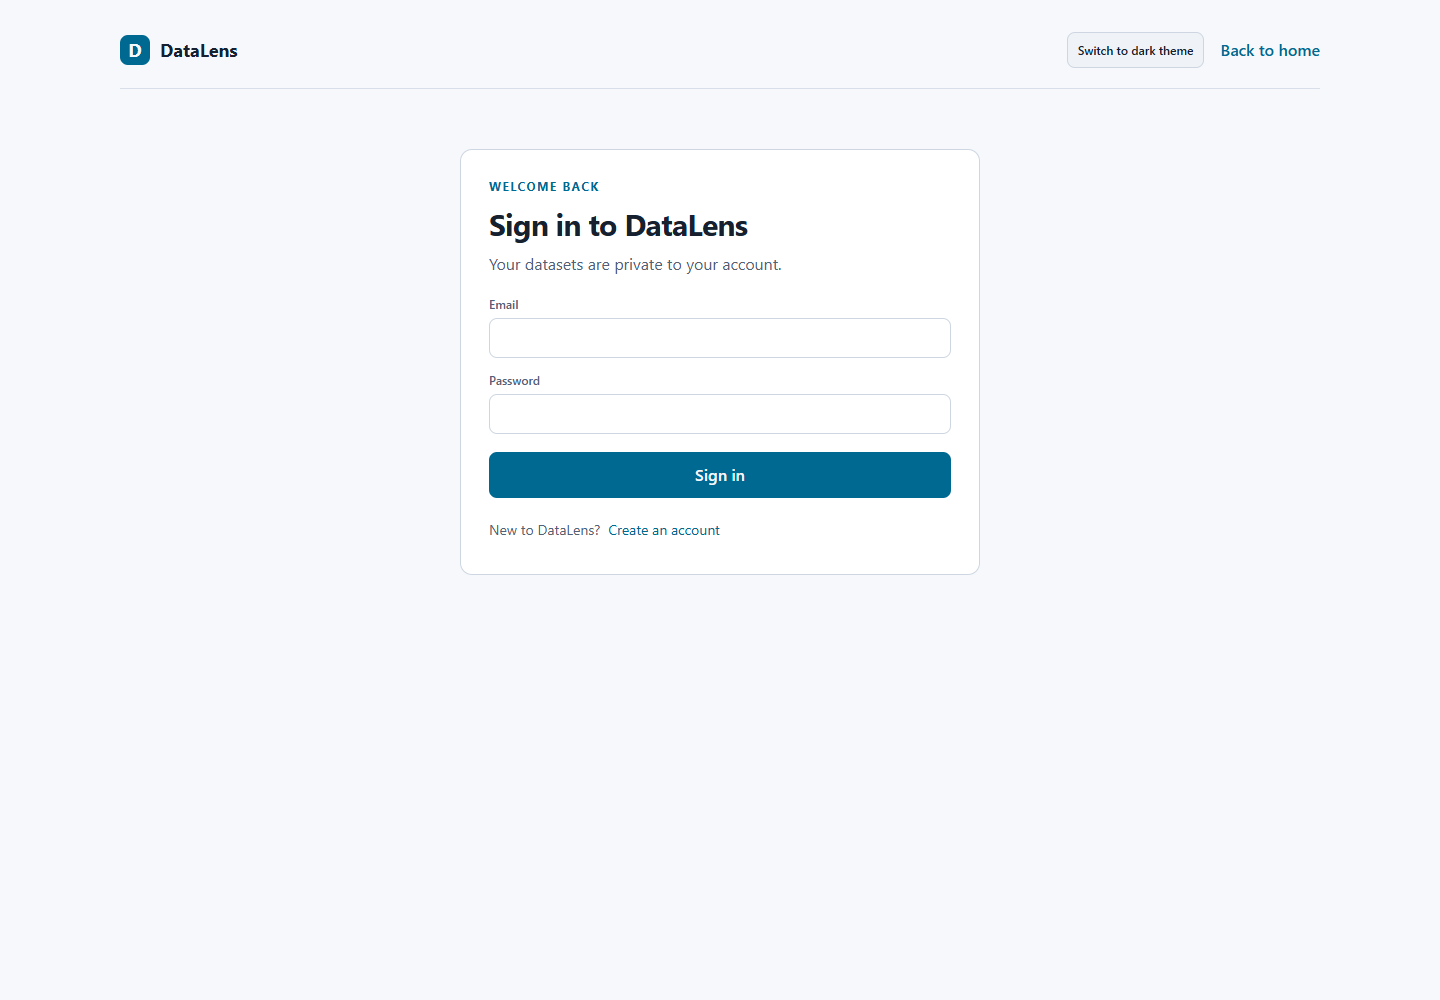 D DataLens
Switch to dark theme
Back to home
WELCOME BACK
Sign in to DataLens
Your datasets are private to your account.
Email
Password
Sign in
New to DataLens? Create an account